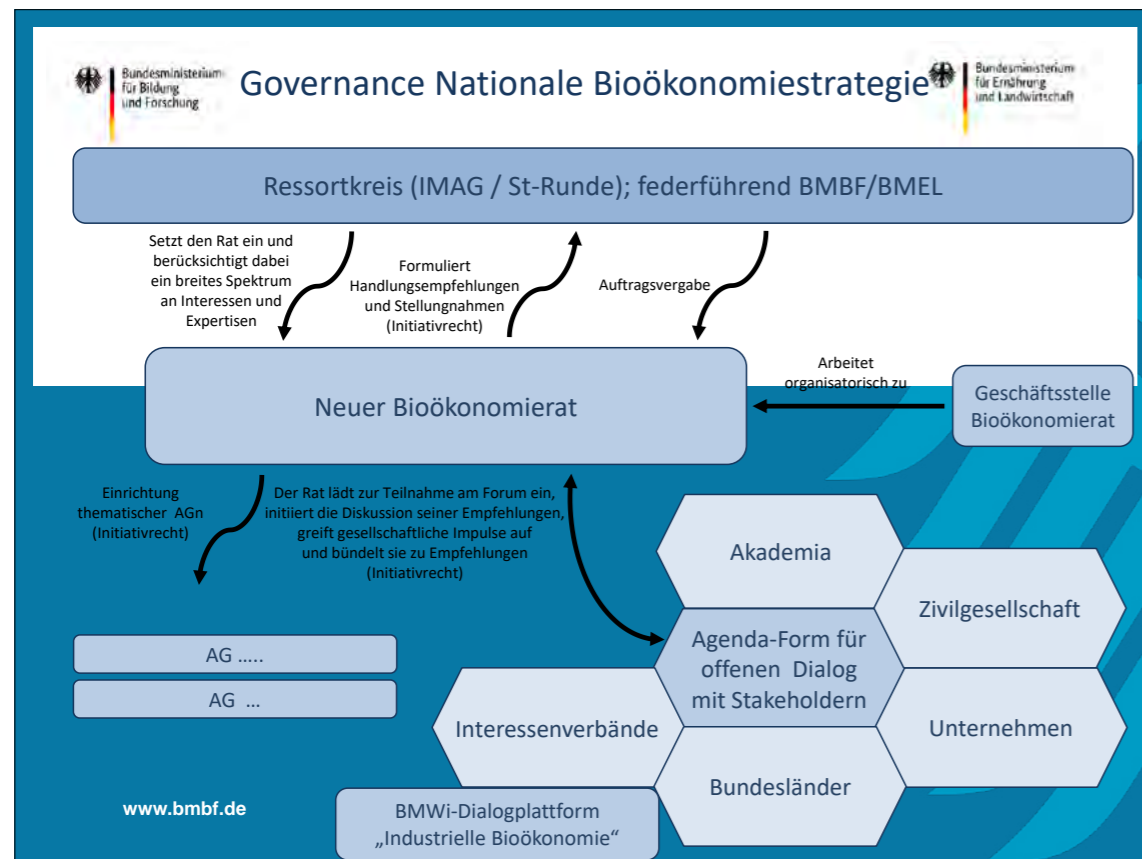 Bundesministerium
für Bildung
und Forschung
Governance Nationale Bioökonomiestrategie
Bundesministerium
für Ernährung
und Landwirtschaft
Ressortkreis (IMAG / St-Runde); federführend BMBF/BMEL
Setzt den Rat ein und
berücksichtigt dabei
ein breites Spektrum
an Interessen und
Expertisen
Formuliert
Handlungsempfehlungen
und Stellungnahmen
(Initiativrecht)
Auftragsvergabe
Neuer Bioökonomierat
Arbeitet
organisatorisch zu
Geschäftsstelle
Bioökonomierat
Einrichtung
thematischer AGn
(Initiativrecht)
Der Rat lädt zur Teilnahme am Forum ein,
initiiert die Diskussion seiner Empfehlungen,
greift gesellschaftliche Impulse auf
und bündelt sie zu Empfehlungen
(Initiativrecht)
Akademia
Zivilgesellschaft
Agenda-Form für
offenen Dialog
mit Stakeholdern
AG .....
AG ...
Interessenverbände
Unternehmen
Bundesländer
www.bmbf.de
BMWi-Dialogplattform
„Industrielle Bioökonomie“